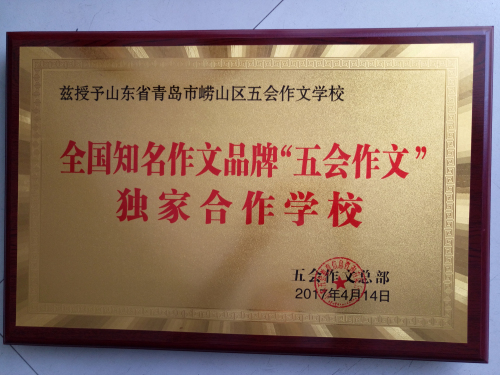 兹授予山东省青岛市崂山区五会作文学校
全国知名作文品牌“五会作文”
独家合作学校
五会作文总部
2017年4月14日